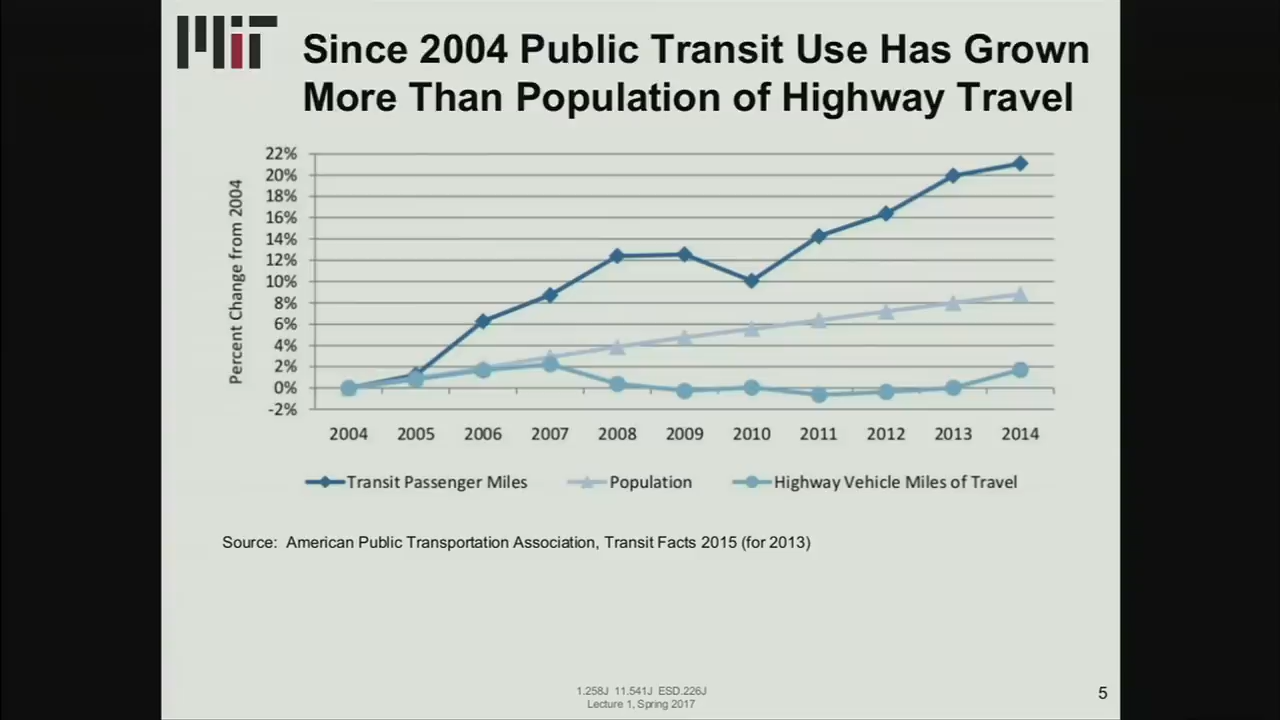 MIT
Since 2004 Public Transit Use Has Grown
More Than Population of Highway Travel
22%
20%
18%
16%
14%
12%
10%
8%
6%
4%
2%
0%
-2%
Percent Change from 2004
2004 2005 2006 2007 2008 2009 2010 2011 2012 2013 2014
Transit Passenger Miles Population Highway Vehicle Miles of Travel
Source: American Public Transportation Association, Transit Facts 2015 (for 2013)
1.258J 11.541J ESD.226J
Lecture 1, Spring 2017
5